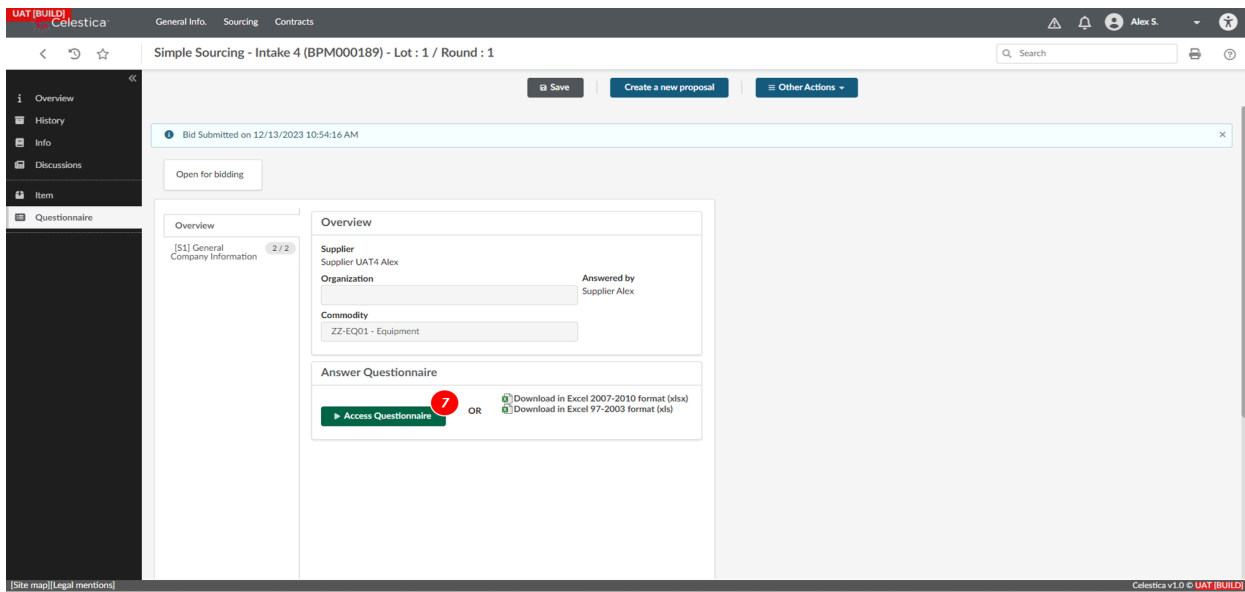 UAT [BUILD]
Celestica
General Info. Sourcing Contracts
Alex S.
Simple Sourcing - Intake 4 (BPM000189) - Lot : 1 / Round : 1
Search
Save
Create a new proposal
Other Actions
Overview
History
Info
Discussions
Item
Questionnaire
Bid Submitted on 12/13/2023 10:54:16 AM
Open for bidding
Overview
[S1] General
Company Information
2 / 2
Overview
Supplier
Supplier UAT4 Alex
Organization
Answered by
Supplier Alex
Commodity
ZZ-EQ01 - Equipment
Answer Questionnaire
Access Questionnaire
7
OR
Download in Excel 2007-2010 format (xlsx)
Download in Excel 97-2003 format (xls)
[Site map][Legal mentions]
Celestica v1.0 © UAT [BUILD]